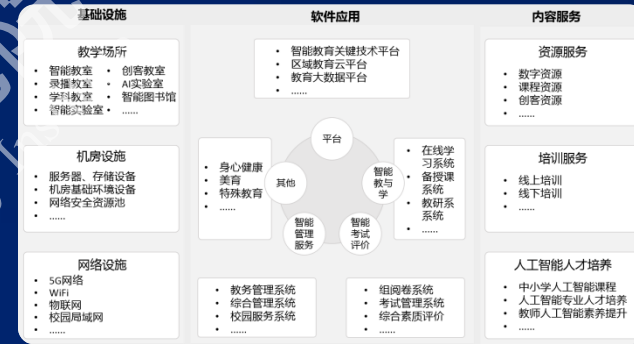 基础设施
教学场所
• 智能教室 • 创客教室
• 录播教室 • AI实验室
• 学科教室 • 智能图书馆
• 智能实验室 • ......
机房设施
• 服务器、存储设备
• 机房基础环境设备
• 网络安全资源池
• ......
网络设施
• 5G网络
• WiFi
• 物联网
• 校园局域网
• ......
软件应用
• 智能教育关键技术平台
• 区域教育云平台
• 教育大数据平台
• ......
平台
• 身心健康
• 美育
• 特殊教育
• ......
其他
智能
教与
学
• 在线学
习系统
• 备授课
系统
• 教研系
系统
• ......
智能
管理
服务
智能
考试
评价
• 教务管理系统
• 综合管理系统
• 校园服务系统
• ......
• 组阅卷系统
• 考试管理系统
• 综合素质评价
• ......
内容服务
资源服务
• 数字资源
• 课程资源
• 创客资源
• ......
培训服务
• 线上培训
• 线下培训
• ......
人工智能人才培养
• 中小学人工智能课程
• 人工智能专业人才培养
• 教师人工智能素养提升
• ......